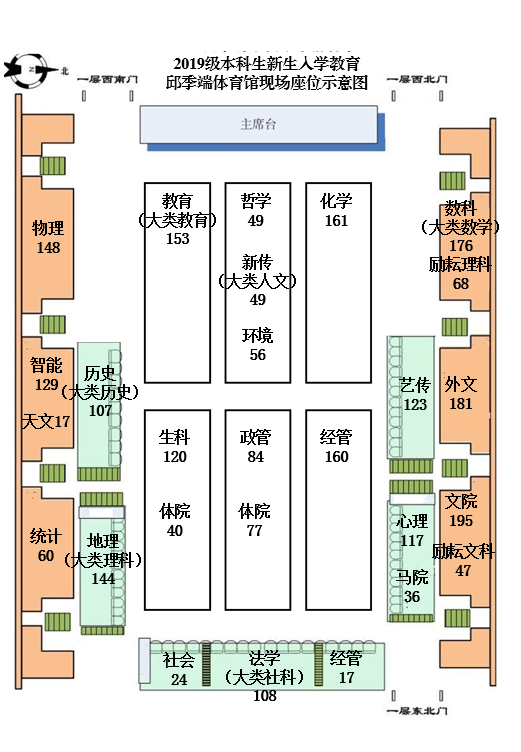 2019级本科生新生入学教育
邱季端体育馆现场座位示意图
北
一层西南门
一层西北门
主席台
物理
148
教育
(大类教育)
153
哲学
49
新传
(大类人文)
49
环境
56
化学
161
数科
(大类数学)
176
励耘理科
68
智能
129
天文17
历史
(大类历史)
107
艺传
123
外文
181
生科
120
体院
40
政管
84
体院
77
经管
160
统计
60
地理
(大类理科)
144
心理
117
马院
36
文院
195
励耘文科
47
社会
24
法学
(大类社科)
108
经管
17
一层东北门